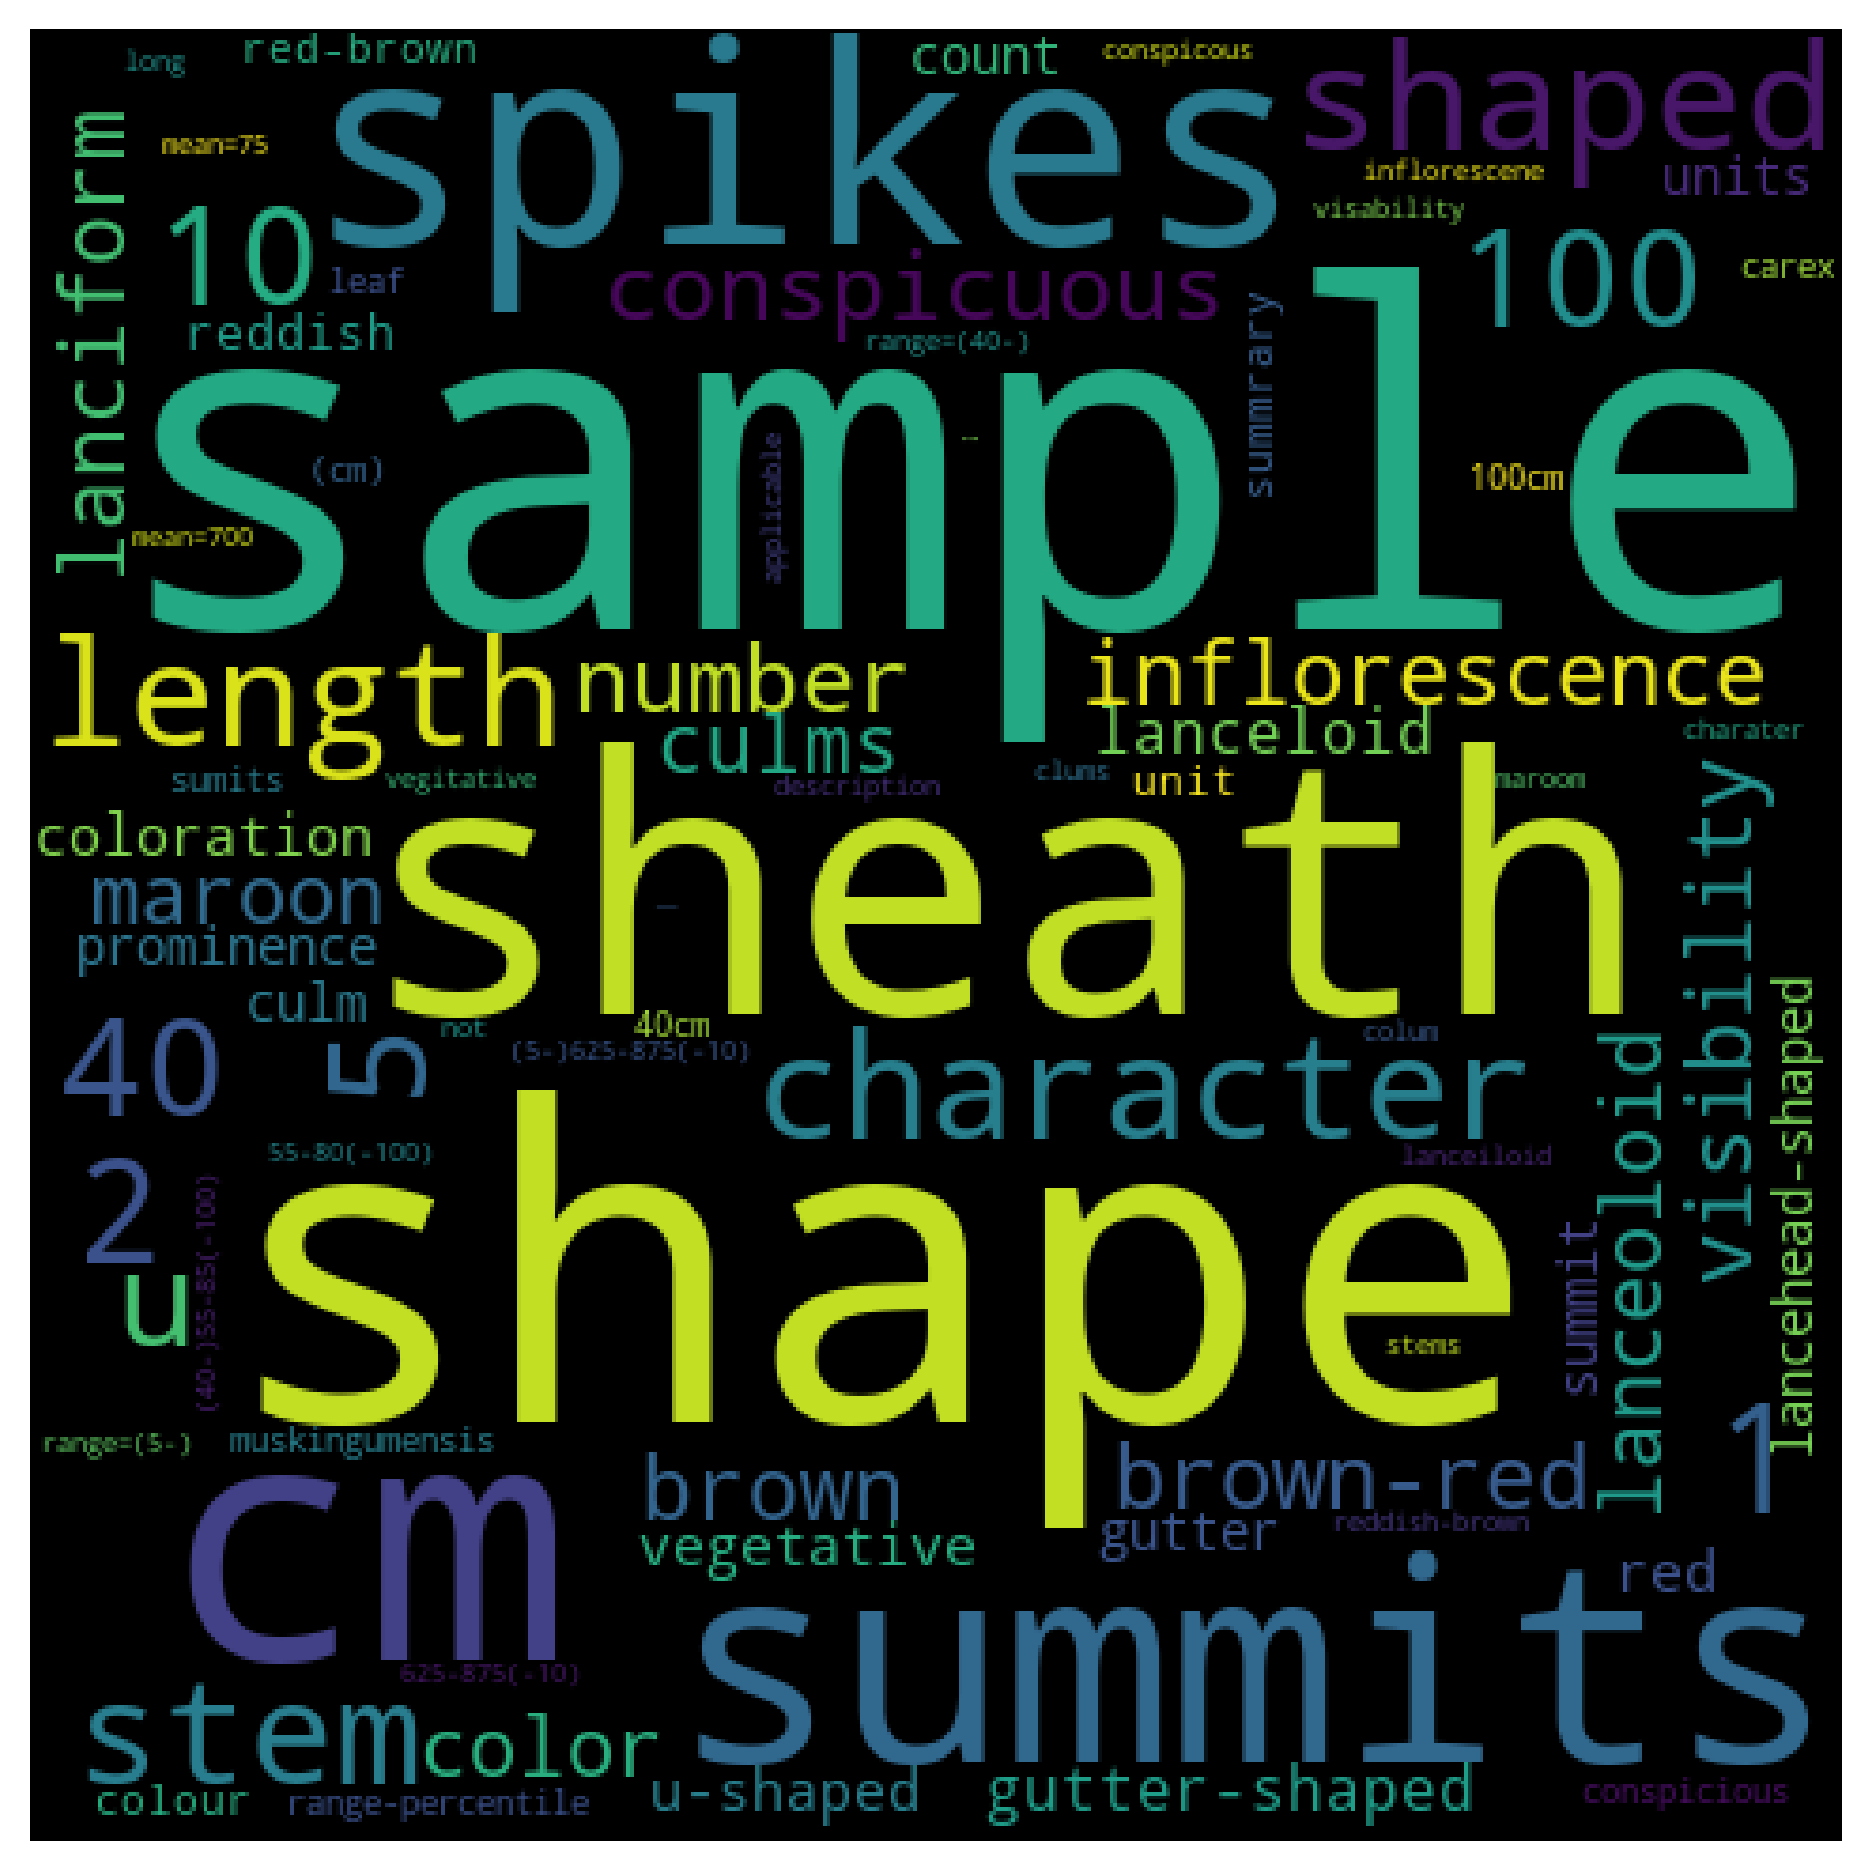 long
red-brown
count
conspicous
shaped
spikes
lanciform
mean=75
inflorescene
units
visability
10
100
leaf
conspicuous
carex
reddish
range=(40-)
summrary
sample
(cm)
applicable
-
100cm
mean=700
length
number
inflorescence
culms
lanceloid
charater
sumits
vegitative
description
clums
unit
maroom
coloration
sheath
visibility
maroon
—
prominence
culm
not
40cm
lancehead-shaped
40
5
(5-)625-875(-10)
character
colum
lanceoloid
55-80(-100)
lanceiloid
2
(40-)55-85(-100)
shape
summit
u
stems
range=(5-)
muskingumensis
1
cm
brown
brown-red
vegetative
gutter
reddish-brown
red
summits
625-875(-10)
stem
color
colour
range-percentile
u-shaped
gutter-shaped
conspicious